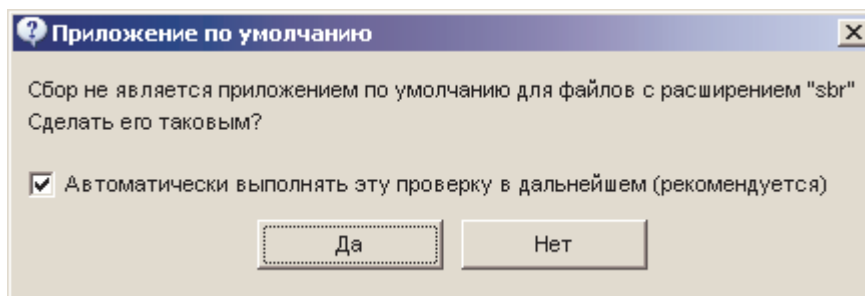 Приложение по умолчанию
Сбор не является приложением по умолчанию для файлов с расширением "sbr"
Сделать его таковым?
Автоматически выполнять эту проверку в дальнейшем (рекомендуется)
Да Нет